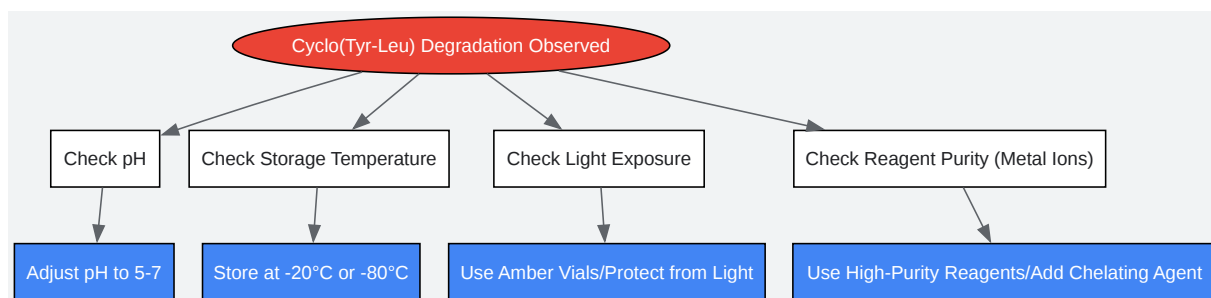 Cyclo(Tyr-Leu) Degradation Observed
Check pH
Check Storage Temperature
Check Light Exposure
Check Reagent Purity (Metal Ions)
Adjust pH to 5-7
Store at -20°C or -80°C
Use Amber Vials/Protect from Light
Use High-Purity Reagents/Add Chelating Agent